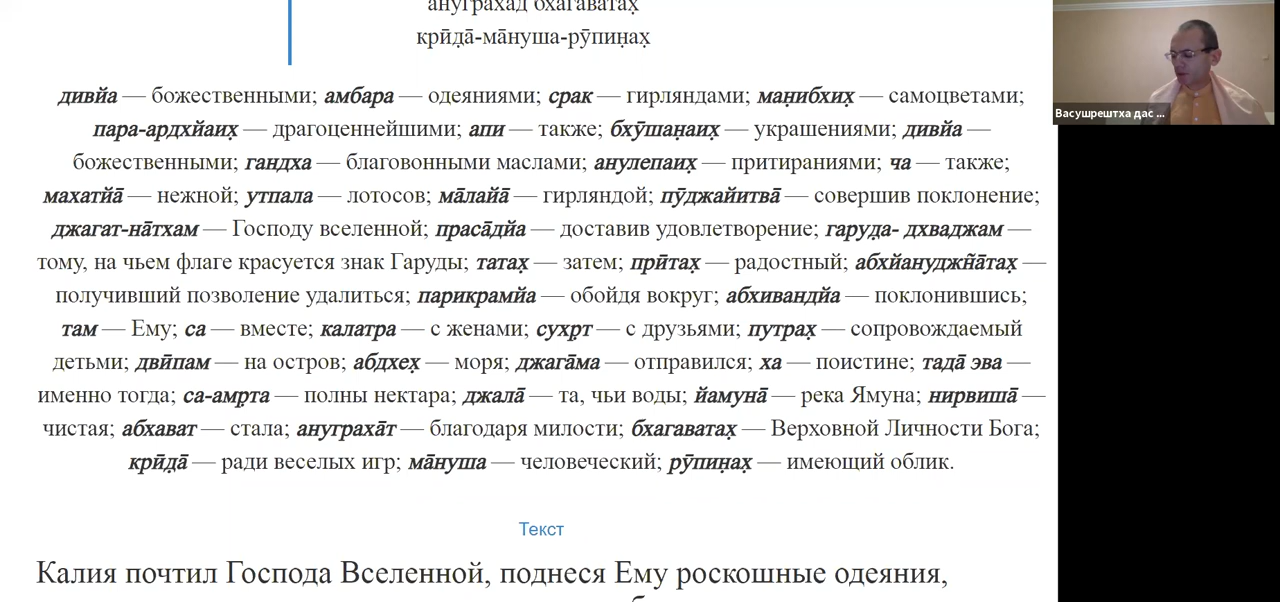 ануграхад бхагаватах̣
крӣд̣а̄-ма̄нуша-рӯпин̣ах̣
дивйа — божественными; амбара — одеяниями; срак — гирляндами; ман̣ибхих̣ — самоцветами;
пара-ардхйаих̣ — драгоценнейшими; апи — также; бхӯшан̣аих̣ — украшениями; дивйа —
божественными; гандха — благовонными маслами; анулепаих̣ — притираниями; ча — также;
махатйа̄ — нежной; утпала — лотосов; ма̄лайа̄ — гирляндой; пӯджайитва̄ — совершив поклонение;
джагат-на̄тхам — Господу вселенной; праса̄дйа — доставив удовлетворение; гаруд̣а- дхваджам —
тому, на чьем флаге красуется знак Гаруды; татах̣ — затем; прӣтах̣ — радостный; абхйануджн̃а̄тах̣ —
получивший позволение удалиться; парикрамйа — обойдя вокруг; абхивандйа — поклонившись;
там — Ему; са — вместе; калатра — с женами; сухр̣т — с друзьями; путрах̣ — сопровождаемый
детьми; двӣпам — на остров; абдхех̣ — моря; джага̄ма — отправился; ха — поистине; тада̄ эва —
именно тогда; са-амр̣та — полны нектара; джала̄ — та, чьи воды; йамуна̄ — река Ямуна; нирвиша̄ —
чистая; абхават — стала; ануграха̄т — благодаря милости; бхагаватах̣ — Верховной Личности Бога;
крӣд̣а̄ — ради веселых игр; ма̄нуша — человеческий; рӯпин̣ах̣ — имеющий облик.
Текст
Калия почтил Господа Вселенной, поднеся Ему роскошные одеяния,
Васушрештха дас ...